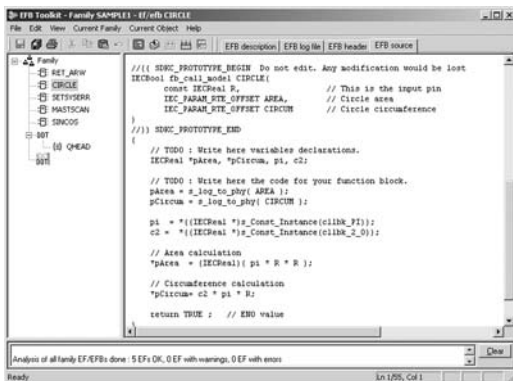 EFB Toolkit - Family SAMPLE1 - Ef/efb CIRCLE
File Edit View Current Family Current Object Help
EFB description EFB log file EFB header EFB source
Family
RET_ARW
CIRCLE
SETSYSERR
MASTSCAN
SINCOS
DDT
QHEAD
//(( SDKC_PROTOTYPE_BEGIN Do not edit. Any modification would be lost
IECBool fb_call_model CIRCLE(
const IECReal R, // This is the input pin
IEC_PARAM_RTE_OFFSET AREA, // Circle area
IEC_PARAM_RTE_OFFSET CIRCUM // Circle circumference
)
//)) SDKC_PROTOTYPE_END
{
// TODO : Write here variables declarations.
IECReal *pArea, *pCircum, pi, c2;
// TODO : Write here the code for your function block.
pArea = s_log_to_phy( AREA );
pCircum = s_log_to_phy( CIRCUM );
pi = *((IECReal *)s_Const_Instance(clibk_PI));
c2 = *((IECReal *)s_Const_Instance(clibk_2_0));
// Area calculation
*pArea = (IECReal)( pi * R * R );
// Circumference calculation
*pCircum= c2 * pi * R;
return TRUE ; // ENO value
Analysis of all family EF/EFBs done : 5 EFs OK, 0 EF with warnings, 0 EF with errors
Clear
Ready
Ln 1/55, Col 1